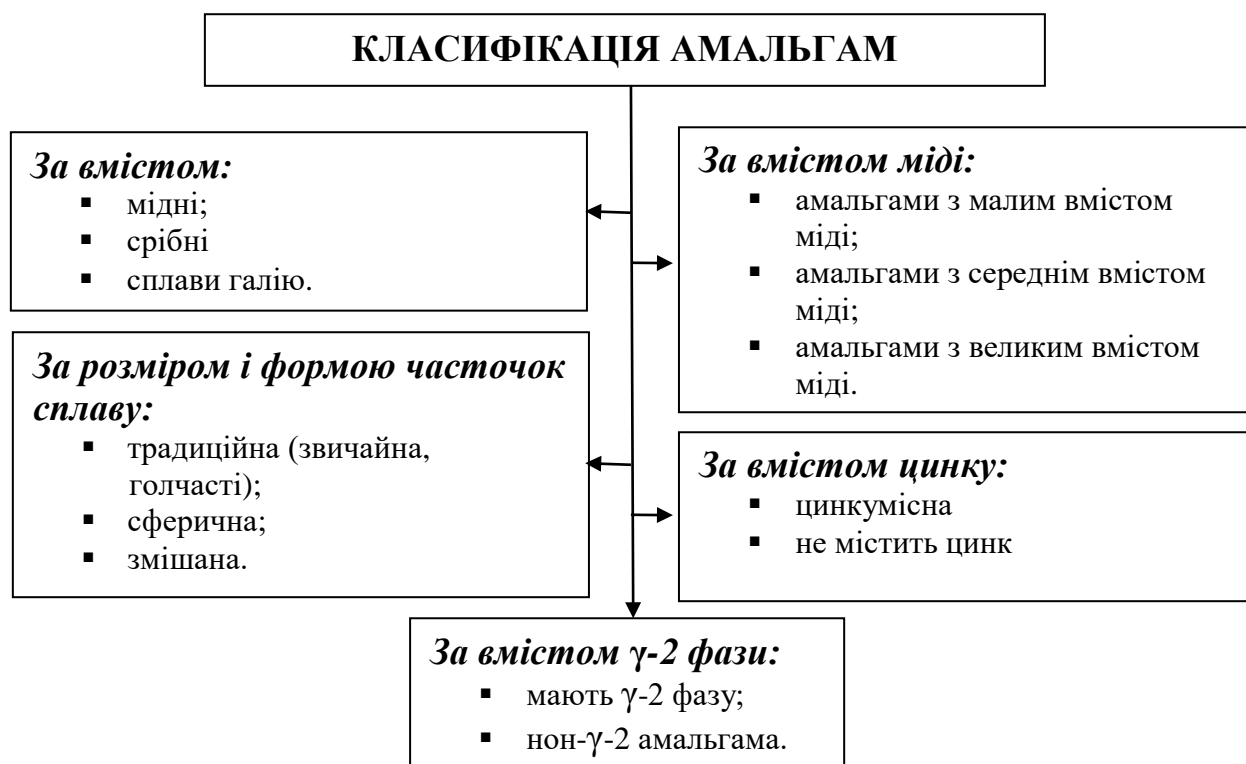 КЛАСИФІКАЦІЯ АМАЛЬГАМ
За вмістом:
▪ мідні;
▪ срібні
▪ сплави галію.
За вмістом міді:
▪ амальгами з малим вмістом
міді;
▪ амальгами з середнім вмістом
міді;
▪ амальгами з великим вмістом
міді.
За розміром і формою часточок
сплаву:
▪ традиційна (звичайна,
голчасті);
▪ сферична;
▪ змішана.
За вмістом цинку:
▪ цинкумісна
▪ не містить цинк
За вмістом γ-2 фази:
▪ мають γ-2 фазу;
▪ нон-γ-2 амальгама.